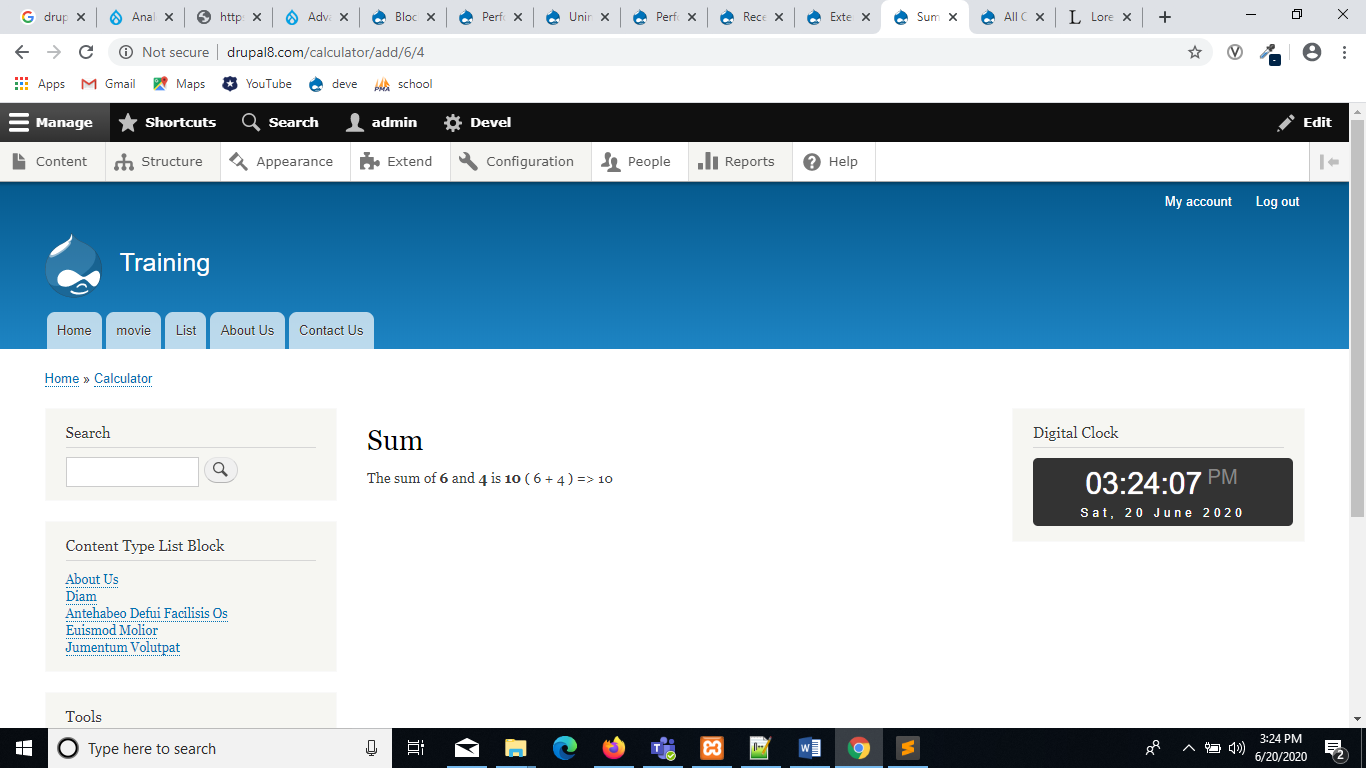 drup Anal http: Adva Bloc Perfo Unin Perfo Rece Exte Sum All C Lore
Not secure drupal8.com/calculator/add/6/4
Apps Gmail Maps YouTube deve school
Manage Shortcuts Search admin Devel Edit
Content Structure Appearance Extend Configuration People Reports Help
My account Log out
Training
Home movie List About Us Contact Us
Home » Calculator
Search
Sum
The sum of 6 and 4 is 10 ( 6 + 4 ) => 10
Digital Clock
03:24:07 PM
Sat, 20 June 2020
Content Type List Block
About Us
Diam
Antehabeo Defui Facilisis Os
Euismod Molior
Jumentum Volutpat
Tools
Type here to search
3:24 PM
6/20/2020
2